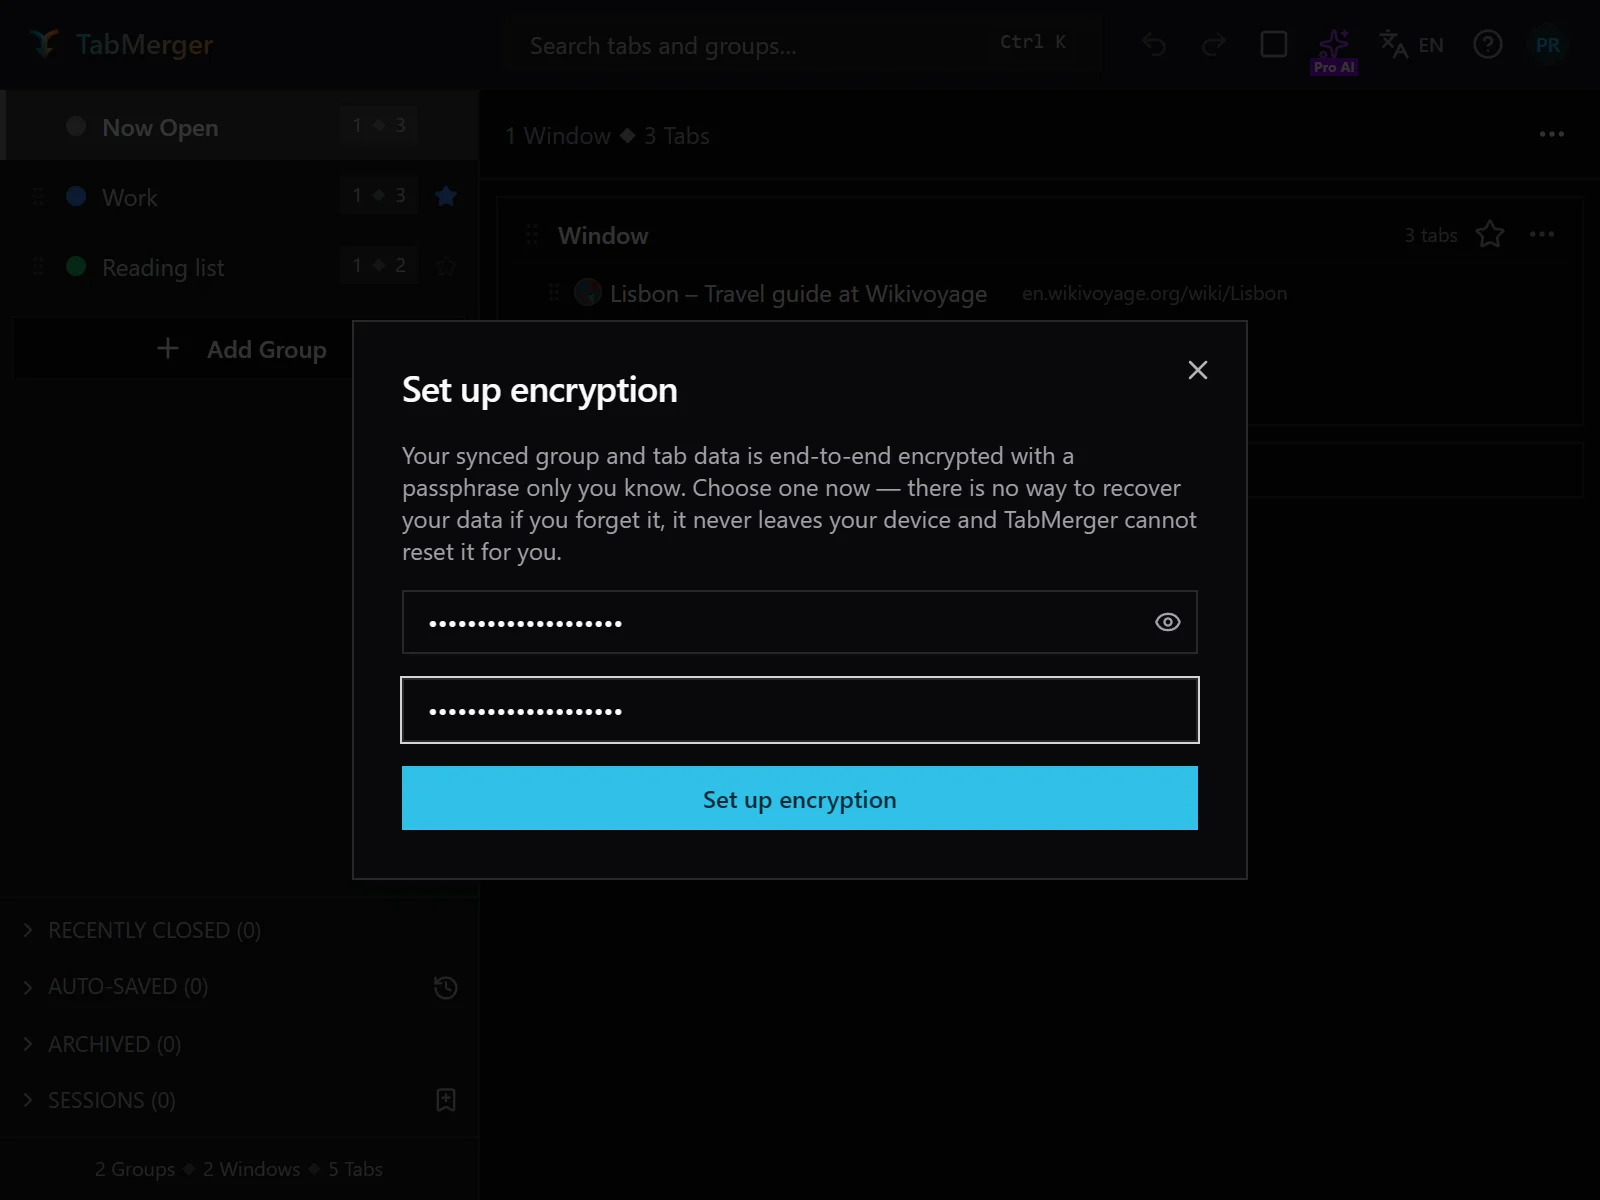 TabMerger
Search tabs and groups...
Ctrl K
Pro AI
EN
PR
Now Open
1 ◆ 3
Work
1 ◆ 3
Reading list
1 ◆ 2
Add Group
1 Window ◆ 3 Tabs
Window
3 tabs
Lisbon – Travel guide at Wikivoyage
en.wikivoyage.org/wiki/Lisbon
Set up encryption
Your synced group and tab data is end-to-end encrypted with a
passphrase only you know. Choose one now — there is no way to recover
your data if you forget it, it never leaves your device and TabMerger cannot
reset it for you.
••••••••••••••••••••
••••••••••••••••••••
Set up encryption
RECENTLY CLOSED (0)
AUTO-SAVED (0)
ARCHIVED (0)
SESSIONS (0)
2 Groups ◆ 2 Windows ◆ 5 Tabs